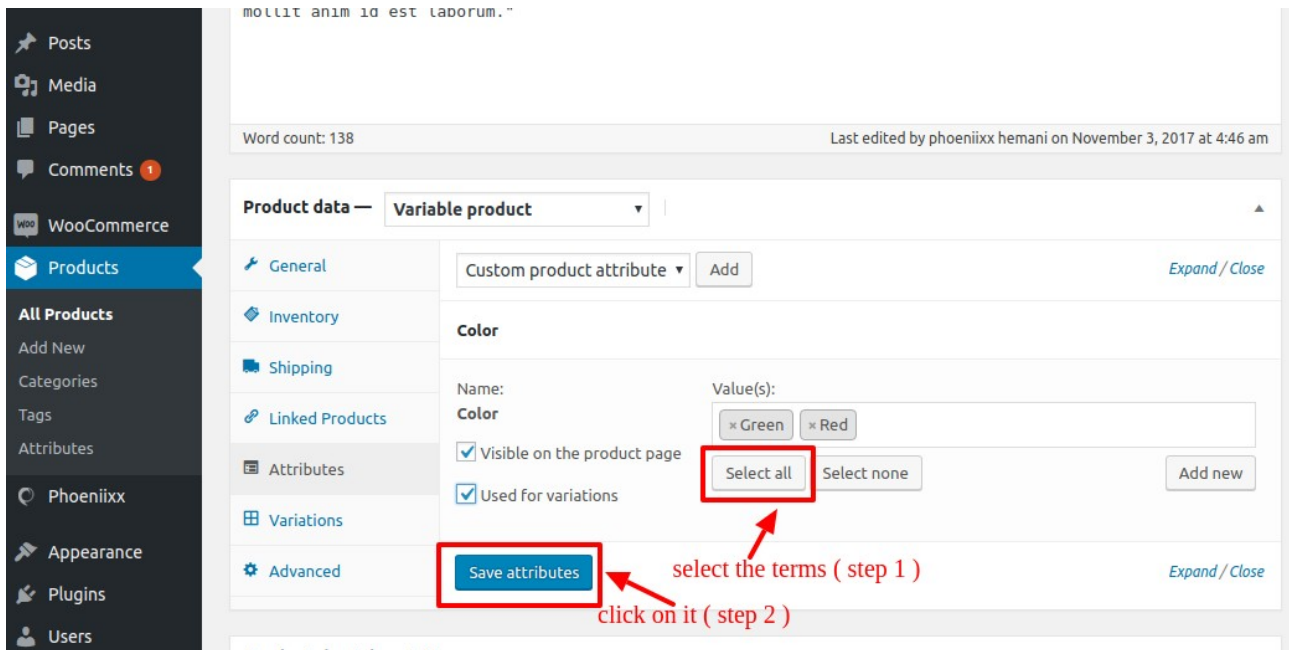 mollit anim id est laborum."
Posts
Media
Pages
Comments 1
WooCommerce
Products
All Products
Add New
Categories
Tags
Attributes
Phoeniixx
Appearance
Plugins
Users
Word count: 138
Last edited by phoeniixx hemani on November 3, 2017 at 4:46 am
Product data — Variable product
General
Inventory
Shipping
Linked Products
Attributes
Variations
Advanced
Custom product attribute Add Expand / Close
Color
Name:
Color
Visible on the product page
Used for variations
Value(s):
× Green × Red
Select all Select none Add new
select the terms ( step 1 )
Save attributes Expand / Close
click on it ( step 2 )